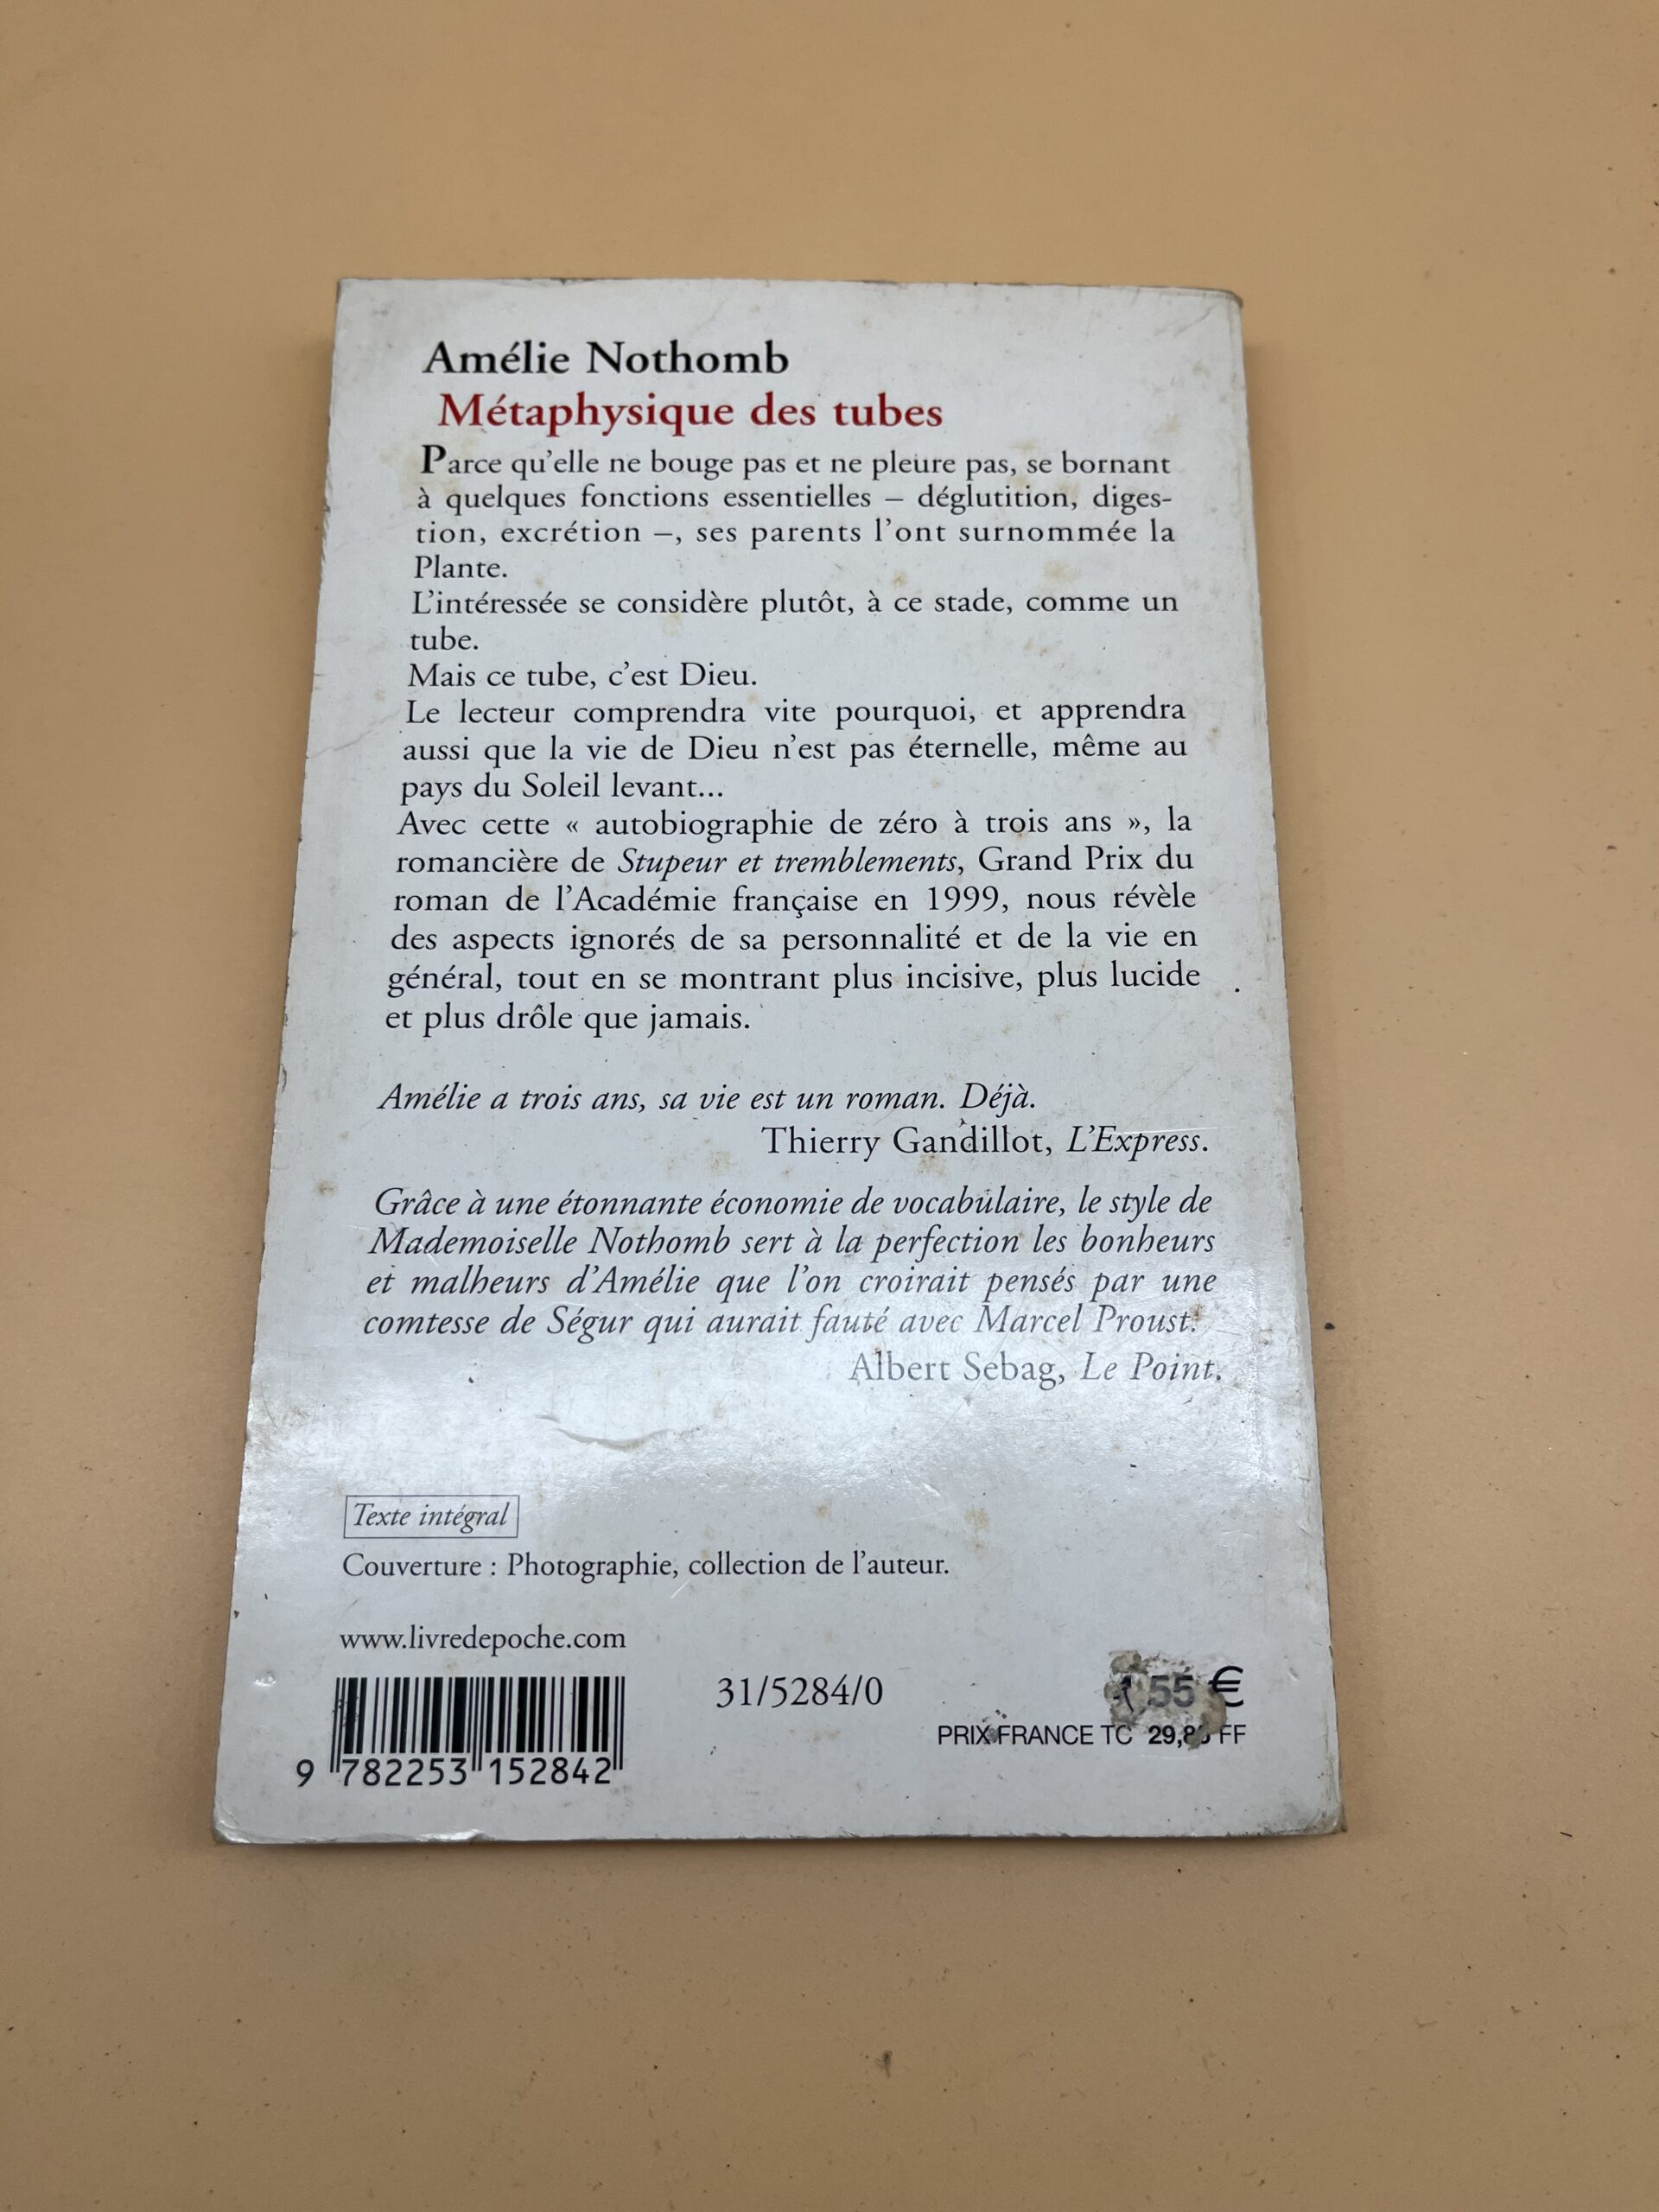 Amélie Nothomb
Métaphysique des tubes
Parce qu'elle ne bouge pas et ne pleure pas, se bornant
à quelques fonctions essentielles – déglutition, diges-
tion, excrétion –, ses parents l'ont surnommée la
Plante.
L'intéressée se considère plutôt, à ce stade, comme un
tube.
Mais ce tube, c'est Dieu.
Le lecteur comprendra vite pourquoi, et apprendra
aussi que la vie de Dieu n'est pas éternelle, même au
pays du Soleil levant...
Avec cette « autobiographie de zéro à trois ans », la
romancière de Stupeur et tremblements, Grand Prix du
roman de l'Académie française en 1999, nous révèle
des aspects ignorés de sa personnalité et de la vie en
général, tout en se montrant plus incisive, plus lucide
et plus drôle que jamais.
Amélie a trois ans, sa vie est un roman. Déjà.
Thierry Gandillot, L'Express.
Grâce à une étonnante économie de vocabulaire, le style de
Mademoiselle Nothomb sert à la perfection les bonheurs
et malheurs d'Amélie que l'on croirait pensés par une
comtesse de Ségur qui aurait fauté avec Marcel Proust.
Albert Sebag, Le Point.
Texte intégral
Couverture : Photographie, collection de l'auteur.
www.livredepoche.com
31/5284/0
55 €
PRIX FRANCE TC FF
9 782253 152842